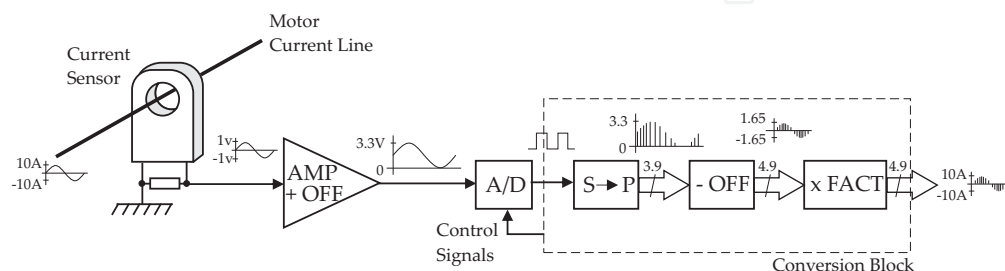 Motor
Current Line
Current
Sensor
10A
-10A
1v
-1v
AMP
+ OFF
3.3V
0
A/D
Control
Signals
S→P
3.3
0
3.9
- OFF
1.65
-1.65
4.9
x FACT
4.9
10A
-10A
Conversion Block